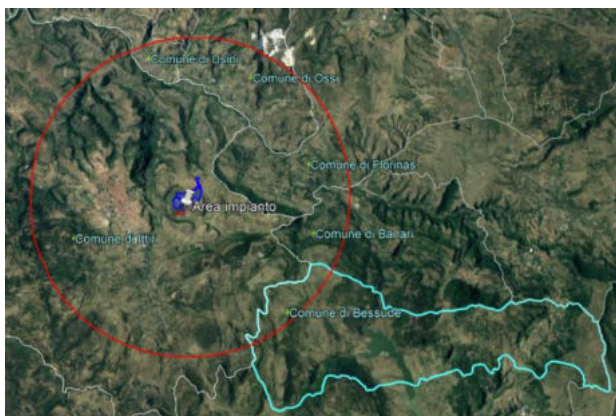 Comune di Usini
Comune di Ossi
Comune di Florinas
Area impianto
Comune di Banari
Comune di Ittiri
Comune di Bessude